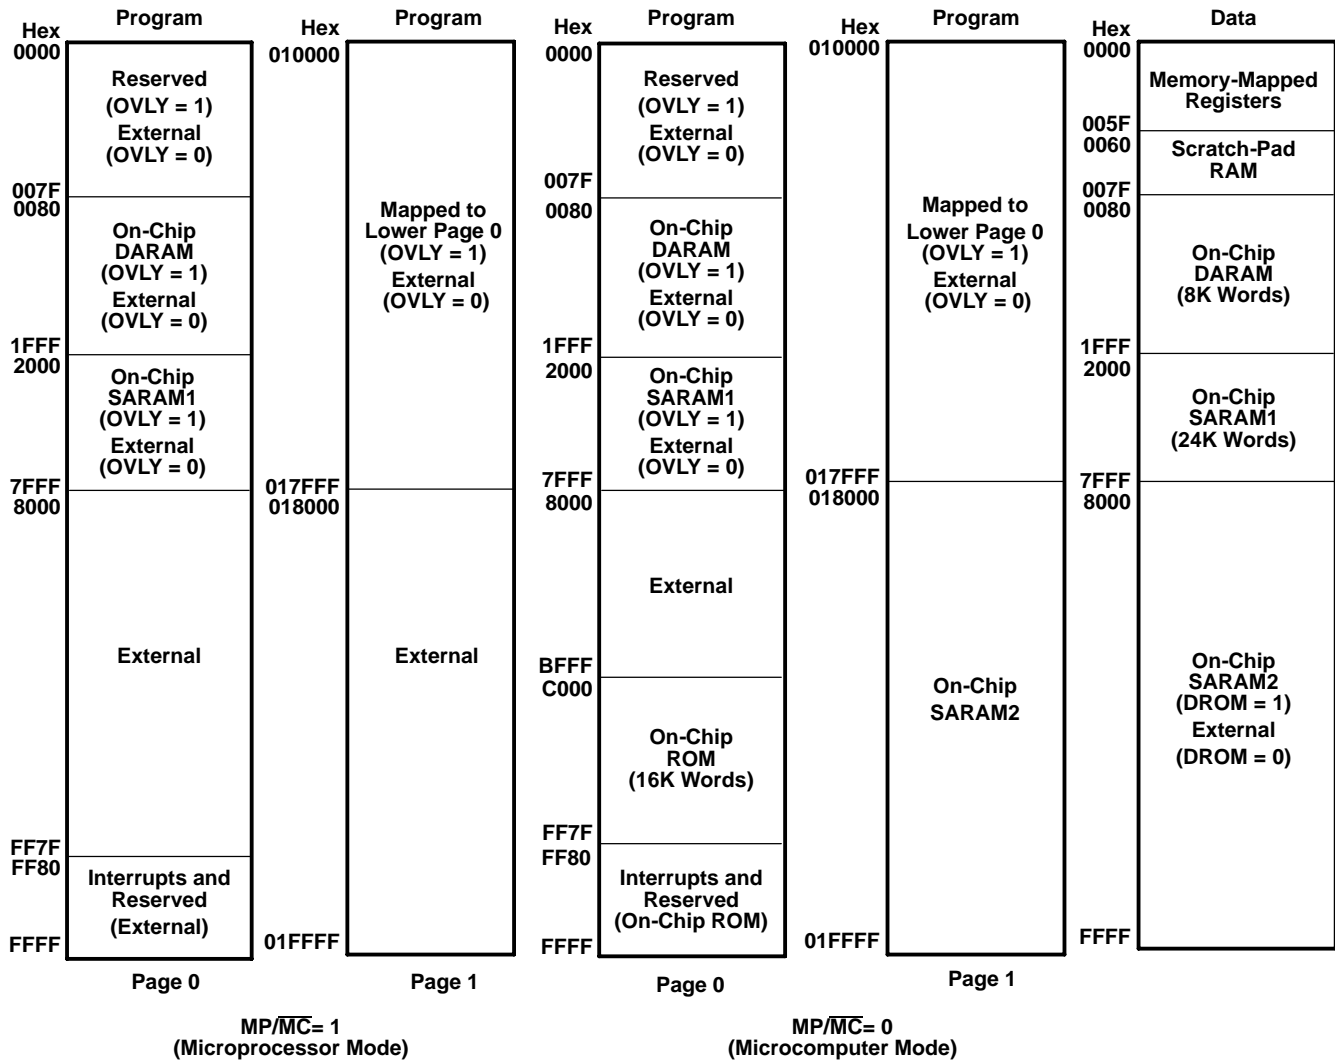 Hex
Program
0000
Reserved
(OVLY = 1)
External
(OVLY = 0)
007F
0080
On-Chip
DARAM
(OVLY = 1)
External
(OVLY = 0)
1FFF
2000
On-Chip
SARAM1
(OVLY = 1)
External
(OVLY = 0)
7FFF
8000
External
FF7F
FF80
Interrupts and
Reserved
(External)
FFFF
Page 0
Hex
Program
010000
Mapped to
Lower Page 0
(OVLY = 1)
External
(OVLY = 0)
017FFF
018000
External
01FFFF
Page 1
MP/M̅C̅= 1
(Microprocessor Mode)
Hex
Program
0000
Reserved
(OVLY = 1)
External
(OVLY = 0)
007F
0080
On-Chip
DARAM
(OVLY = 1)
External
(OVLY = 0)
1FFF
2000
On-Chip
SARAM1
(OVLY = 1)
External
(OVLY = 0)
7FFF
8000
External
BFFF
C000
On-Chip
ROM
(16K Words)
FF7F
FF80
Interrupts and
Reserved
(On-Chip ROM)
FFFF
Page 0
Hex
Program
010000
Mapped to
Lower Page 0
(OVLY = 1)
External
(OVLY = 0)
017FFF
018000
On-Chip
SARAM2
01FFFF
Page 1
MP/M̅C̅= 0
(Microcomputer Mode)
Hex
Data
0000
Memory-Mapped
Registers
005F
0060
Scratch-Pad
RAM
007F
0080
On-Chip
DARAM
(8K Words)
1FFF
2000
On-Chip
SARAM1
(24K Words)
7FFF
8000
On-Chip
SARAM2
(DROM = 1)
External
(DROM = 0)
FFFF